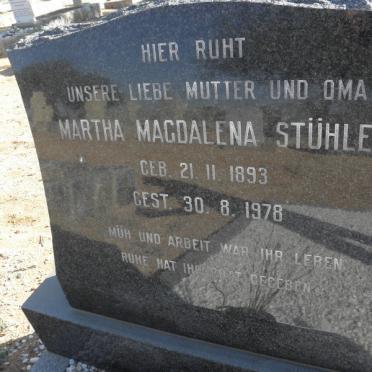 HIER RUHT
UNSERE LIEBE MUTTER UND OMA
MARTHA MAGDALENA STÜHLE
GEB. 21. 11. 1893
GEST. 30. 8. 1978
MÜH UND ARBEIT WAR IHR LEBEN
RUHE HAT IHR GOTT GEGEBEN